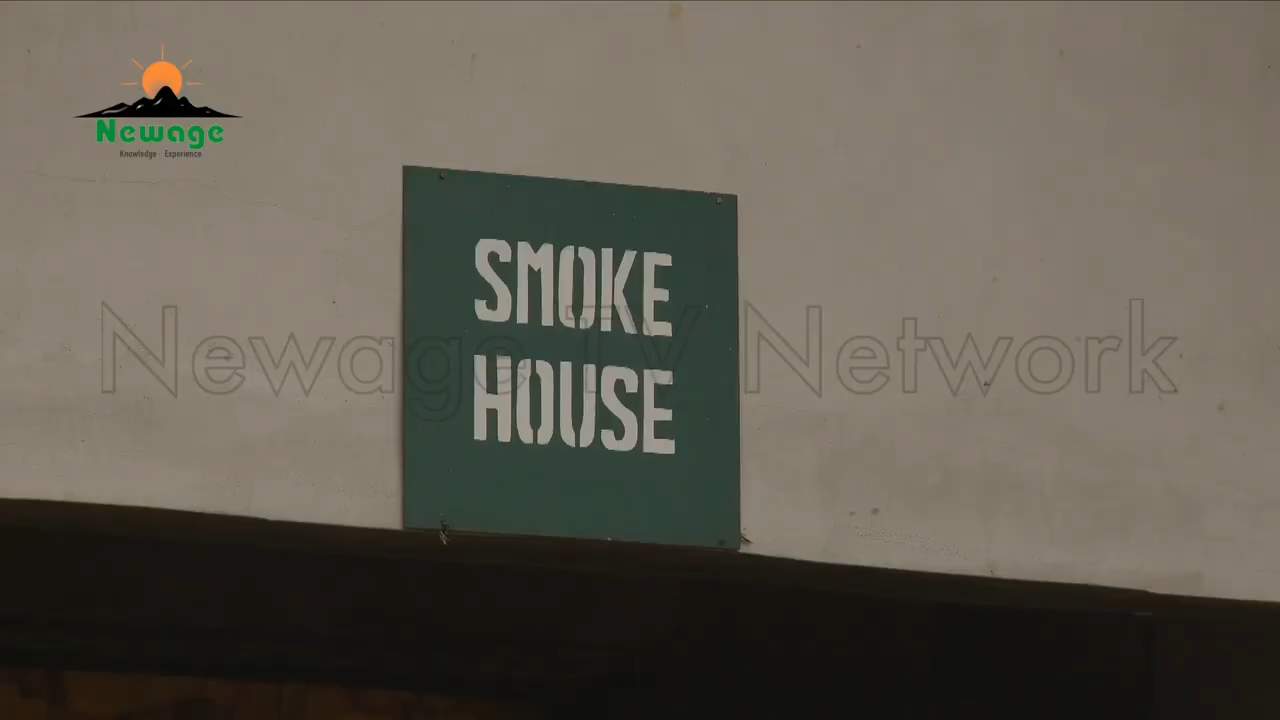 Newage
Knowledge - Experience
SMOKE
HOUSE
Newage TV Network